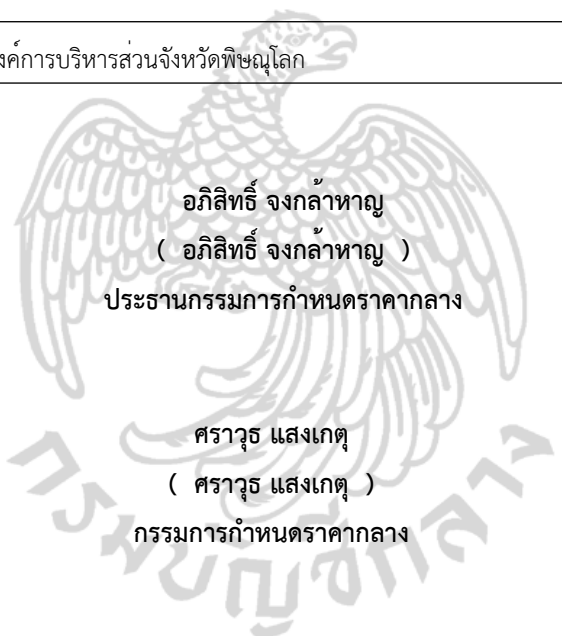 งค์การบริหารส่วนจังหวัดพิษณุโลก
อภิสิทธิ์ จงกล้าหาญ
( อภิสิทธิ์ จงกล้าหาญ )
ประธานกรรมการกำหนดราคากลาง
ศราวุธ แสงเกตุ
( ศราวุธ แสงเกตุ )
กรรมการกำหนดราคากลาง
กรมบัญชีกลาง